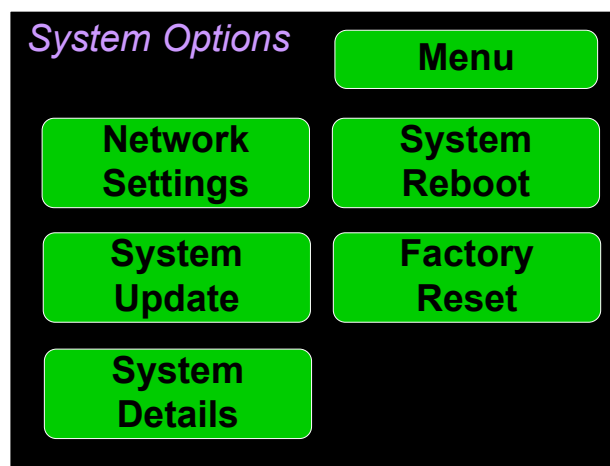 System Options
Menu
Network
Settings
System
Reboot
System
Update
Factory
Reset
System
Details